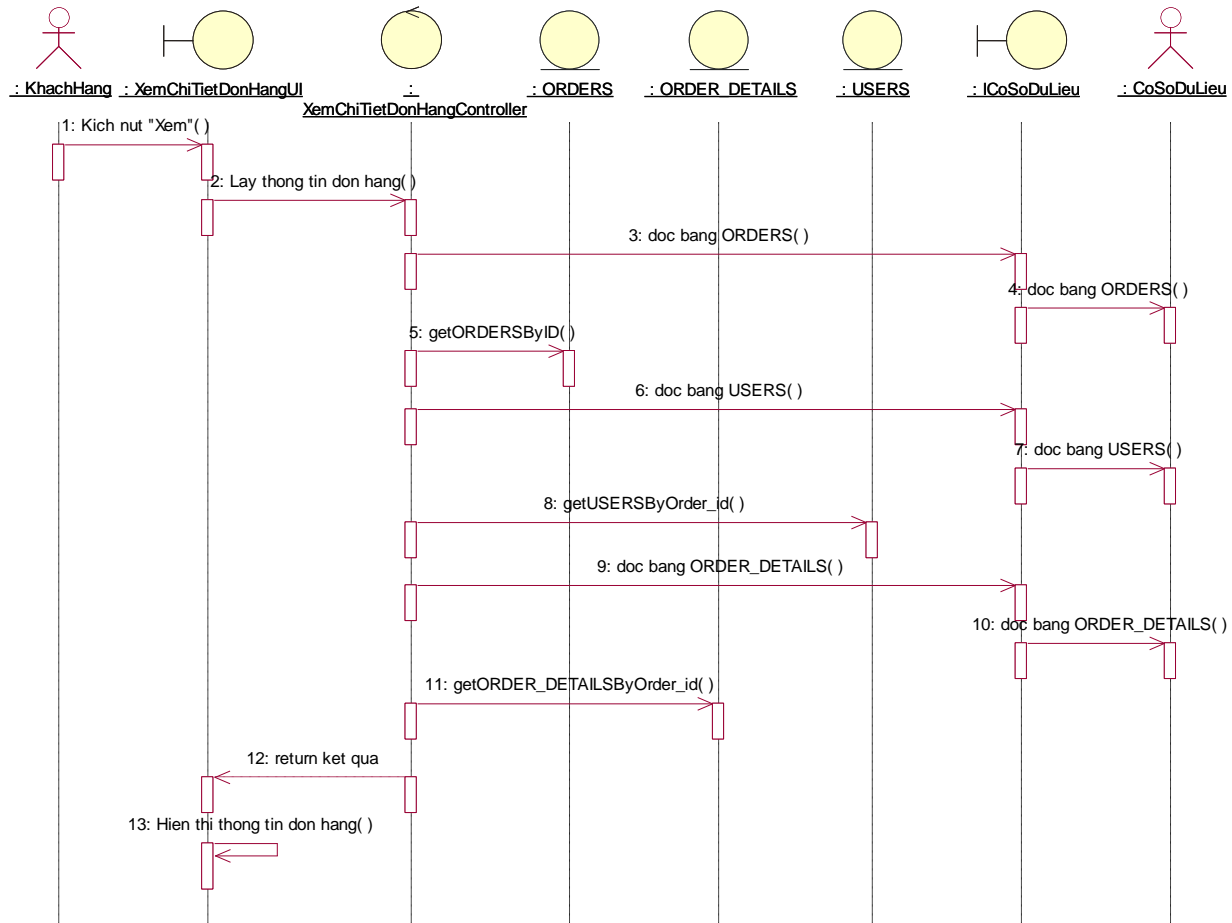 : KhachHang
: XemChiTietDonHangUI
:
XemChiTietDonHangController
: ORDERS
: ORDER_DETAILS
: USERS
: ICoSoDuLieu
: CoSoDuLieu
1: Kich nut "Xem"( )
2: Lay thong tin don hang( )
3: doc bang ORDERS( )
4: doc bang ORDERS( )
5: getORDERSByID( )
6: doc bang USERS( )
7: doc bang USERS( )
8: getUSERSByOrder_id( )
9: doc bang ORDER_DETAILS( )
10: doc bang ORDER_DETAILS( )
11: getORDER_DETAILSByOrder_id( )
12: return ket qua
13: Hien thi thong tin don hang( )